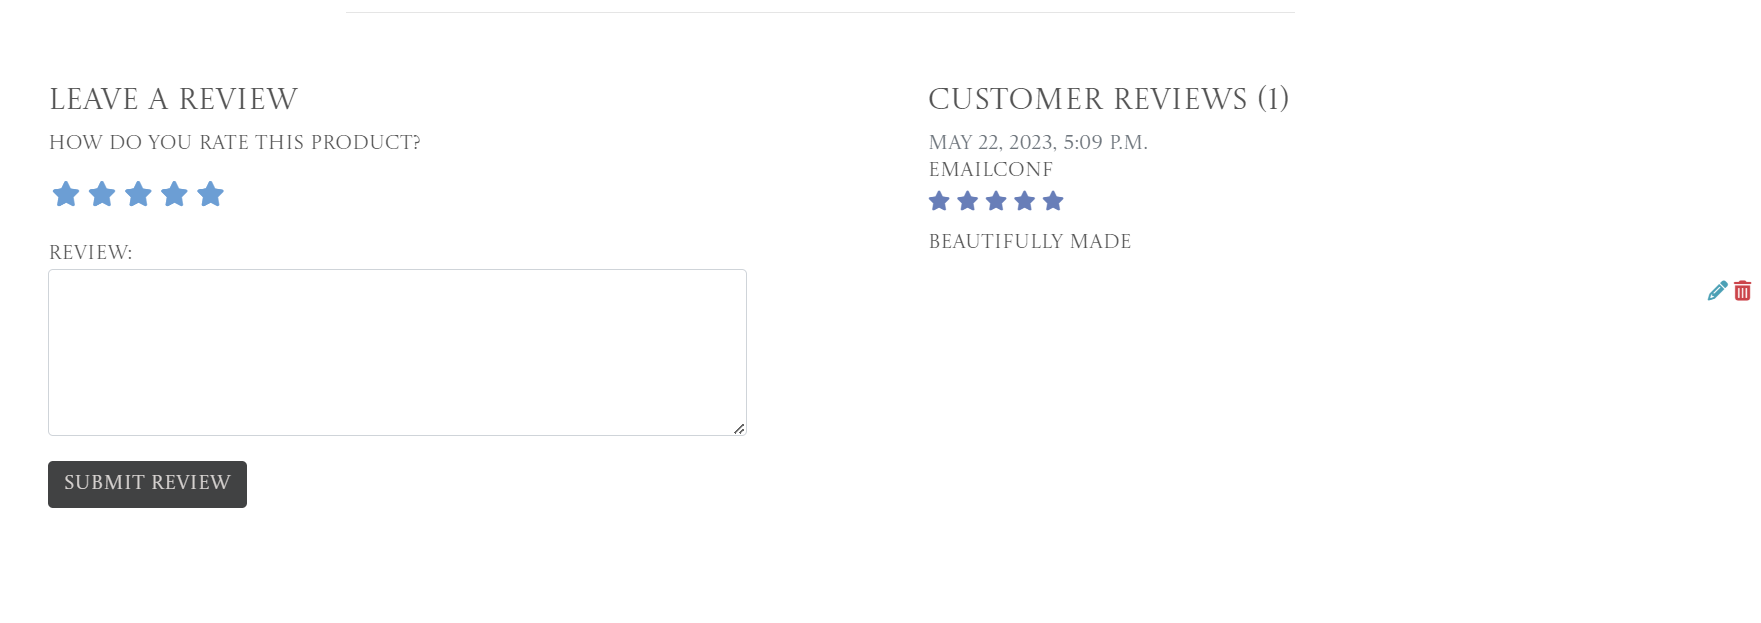 LEAVE A REVIEW
HOW DO YOU RATE THIS PRODUCT?
REVIEW:
SUBMIT REVIEW
CUSTOMER REVIEWS (1)
MAY 22, 2023, 5:09 P.M.
EMAILCONF
BEAUTIFULLY MADE